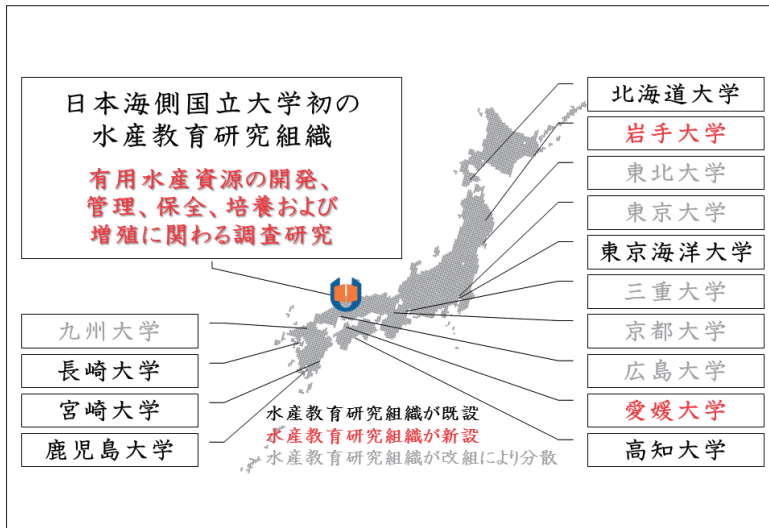 日本海側国立大学初の
水産教育研究組織
有用水産資源の開発、
管理、保全、培養および
増殖に関わる調査研究
北海道大学
岩手大学
東北大学
東京大学
東京海洋大学
三重大学
京都大学
広島大学
愛媛大学
高知大学
九州大学
長崎大学
宮崎大学
鹿児島大学
水産教育研究組織が既設
水産教育研究組織が新設
水産教育研究組織が改組により分散